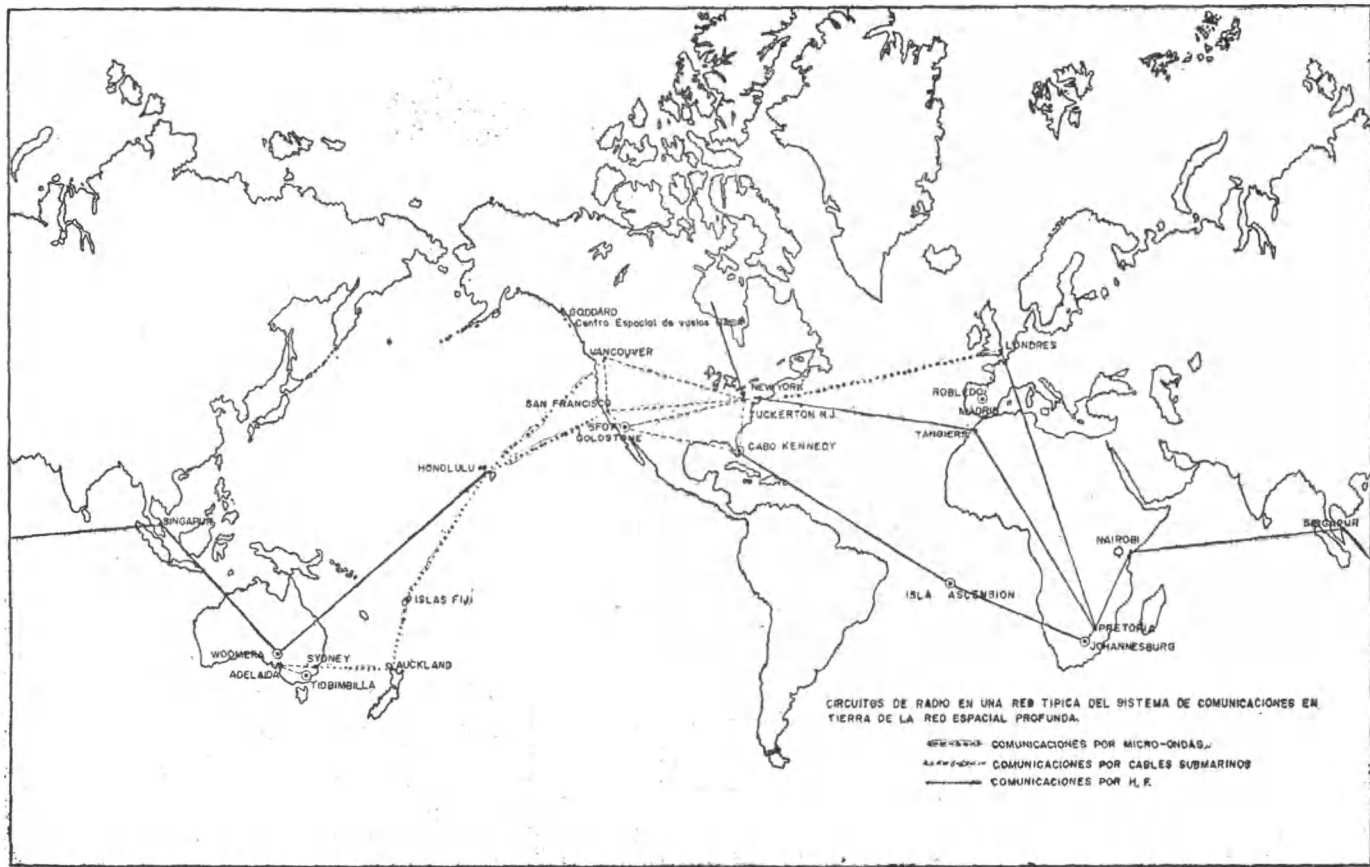 GODDARD
Centro Espacial de vuelos
VANCOUVER
LONDRES
NEW YORK
ROBLEDO
MADRID
SAN FRANCISCO
TUCKERTON N.J.
SFOF
GOLDSTONE
TANGIERS
CABO KENNEDY
HONOLULU
SINGAPUR
SINGAPUR
NAIROBI
ISLAS FIJI
ISLA ASCENSION
PRETORIA
JOHANNESBURG
WOOMERA
SYDNEY
AUCKLAND
ADELAIDA
TIDBIMBILLA
CIRCUITOS DE RADIO EN UNA RED TIPICA DEL SISTEMA DE COMUNICACIONES EN
TIERRA DE LA RED ESPACIAL PROFUNDA.
COMUNICACIONES POR MICRO-ONDAS
COMUNICACIONES POR CABLES SUBMARINOS
COMUNICACIONES POR H.F.